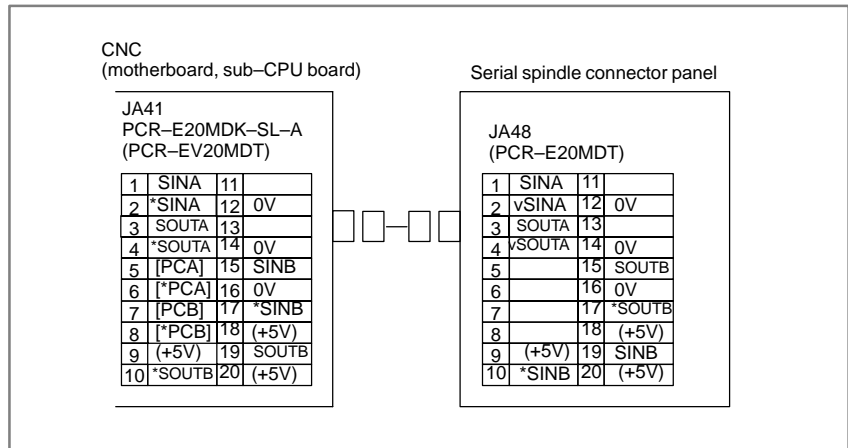 CNC
(motherboard, sub–CPU board)
Serial spindle connector panel
JA41
PCR–E20MDK–SL–A
(PCR–EV20MDT)
1 SINA 11
2 *SINA 12 0V
3 SOUTA 13
4 *SOUTA 14 0V
5 [PCA] 15 SINB
6 [*PCA] 16 0V
7 [PCB] 17 *SINB
8 [*PCB] 18 (+5V)
9 (+5V) 19 SOUTB
10 *SOUTB 20 (+5V)
JA48
(PCR–E20MDT)
1 SINA 11
2 vSINA 12 0V
3 SOUTA 13
4 vSOUTA 14 0V
5 15 SOUTB
6 16 0V
7 17 *SOUTB
8 18 (+5V)
9 (+5V) 19 SINB
10 *SINB 20 (+5V)